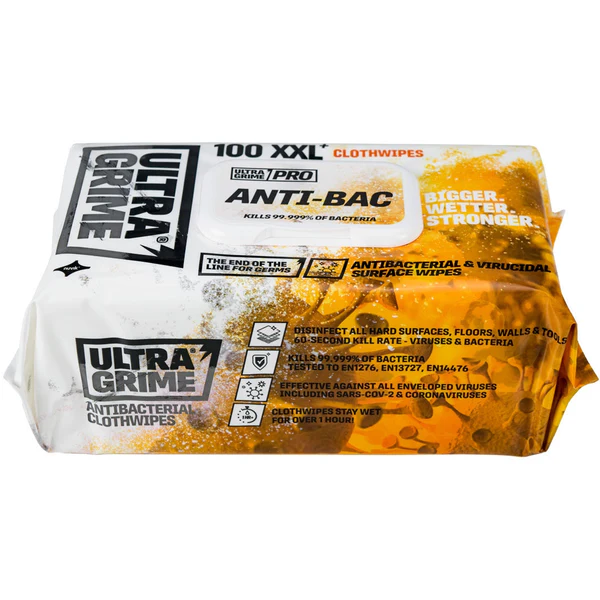 100 XXL+ CLOTHWIPES
ULTRA GRIME®
ULTRA GRIME PRO
ANTI-BAC
KILLS 99.999% OF BACTERIA
BIGGER.
WETTER.
STRONGER.
THE END OF THE
LINE FOR GERMS
ANTIBACTERIAL & VIRUCIDAL
SURFACE WIPES
ULTRA
GRIME
ANTIBACTERIAL
CLOTHWIPES
DISINFECT ALL HARD SURFACES, FLOORS, WALLS & TOOLS
60-SECOND KILL RATE - VIRUSES & BACTERIA
KILLS 99.999% OF BACTERIA
TESTED TO EN1276, EN13727, EN14476
EFFECTIVE AGAINST ALL ENVELOPED VIRUSES
INCLUDING SARS-COV-2 & CORONAVIRUSES
CLOTHWIPES STAY WET
FOR OVER 1 HOUR!